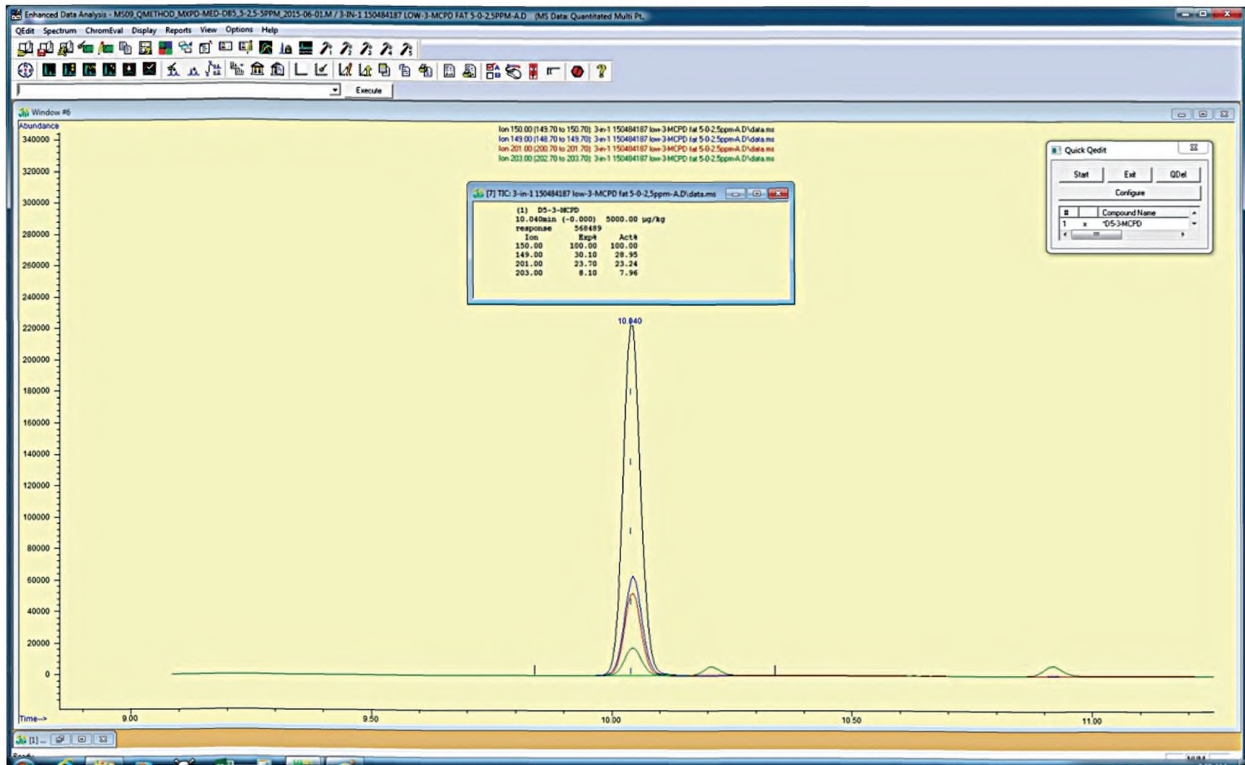 Enhanced Data Analysis - MS09_QMETHOD_MXPD-MED-DB5_5-2.5-5PPM_2015-06-01.M / 3-IN-1 150484187 LOW-3-MCPD FAT 5-0-2,5PPM-A.D (MS Data: Quantitated Multi Pt,
QEdit Spectrum ChromEval Display Reports View Options Help
Execute
Window #6
Abundance
Ion 150.00 (149.70 to 150.70): 3-in-1 150484187 low-3-MCPD fat 5-0-2,5ppm-A.D\data.ms
Ion 149.00 (148.70 to 149.70): 3-in-1 150484187 low-3-MCPD fat 5-0-2,5ppm-A.D\data.ms
Ion 201.00 (200.70 to 201.70): 3-in-1 150484187 low-3-MCPD fat 5-0-2,5ppm-A.D\data.ms
Ion 203.00 (202.70 to 203.70): 3-in-1 150484187 low-3-MCPD fat 5-0-2,5ppm-A.D\data.ms
Quick Qedit
Start Exit QDel
Configure
# Compound Name
1 x *D5-3-MCPD
[7] TIC: 3-in-1 150484187 low-3-MCPD fat 5-0-2,5ppm-A.D\data.ms
(1) D5-3-MCPD
10.040min (-0.000) 5000.00 µg/kg
response 568489
Ion Exp% Act%
150.00 100.00 100.00
149.00 30.10 28.95
201.00 23.70 23.24
203.00 8.10 7.96
10.040
340000
320000
300000
280000
260000
240000
220000
200000
180000
160000
140000
120000
100000
80000
60000
40000
20000
0
Time-->
9.00 9.50 10.00 10.50 11.00
[1] ...
NUM